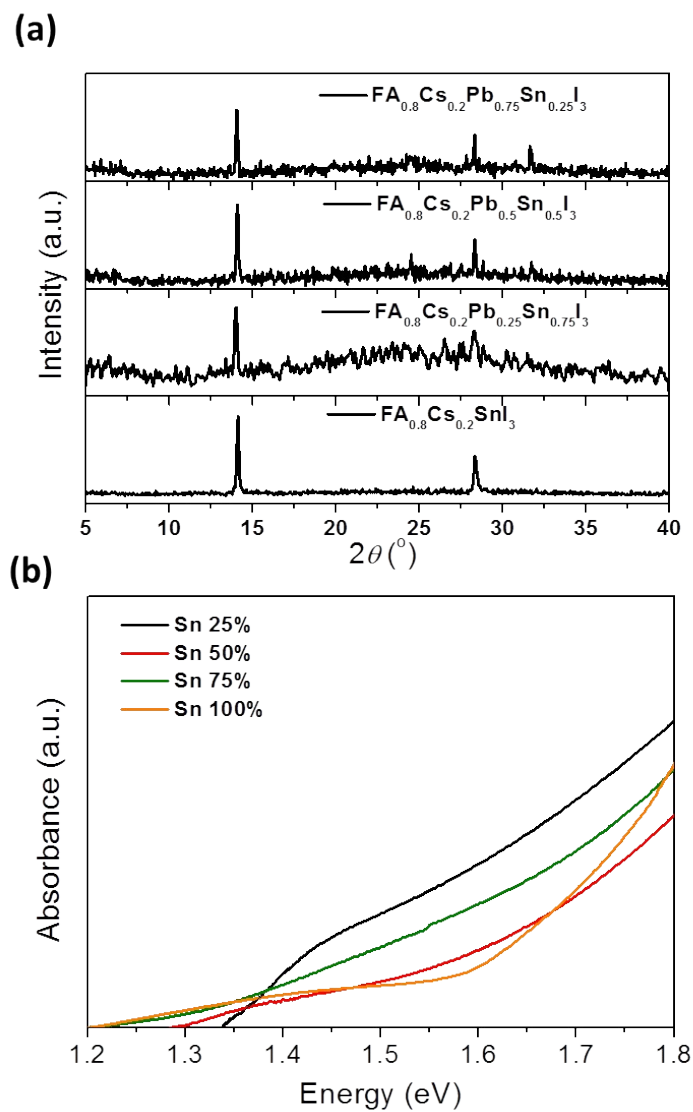 (a)
FA0.8Cs0.2Pb0.75Sn0.25I3
FA0.8Cs0.2Pb0.5Sn0.5I3
FA0.8Cs0.2Pb0.25Sn0.75I3
FA0.8Cs0.2SnI3
Intensity (a.u.)
5 10 15 20 25 30 35 40
2θ (°)
(b)
Sn 25%
Sn 50%
Sn 75%
Sn 100%
Absorbance (a.u.)
1.2 1.3 1.4 1.5 1.6 1.7 1.8
Energy (eV)